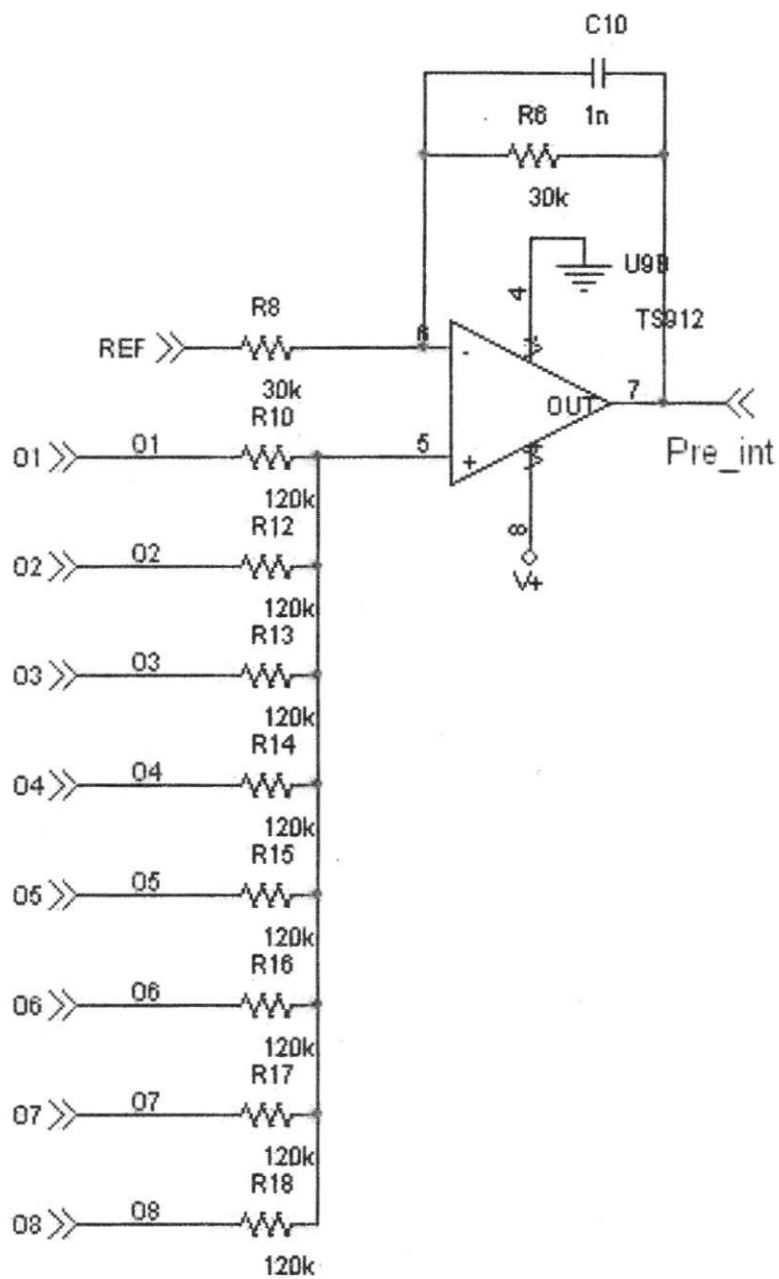 C10
R6 1n
30k
U9B
4
TS912
R8
REF 6 -
30k
OUT 7
R10
O1 O1 5 +
Pre_int
120k
R12
8
O2 O2
V+
120k
R13
O3 O3
120k
R14
O4 O4
120k
R15
O5 O5
120k
R16
O6 O6
120k
R17
O7 O7
120k
R18
O8 O8
120k